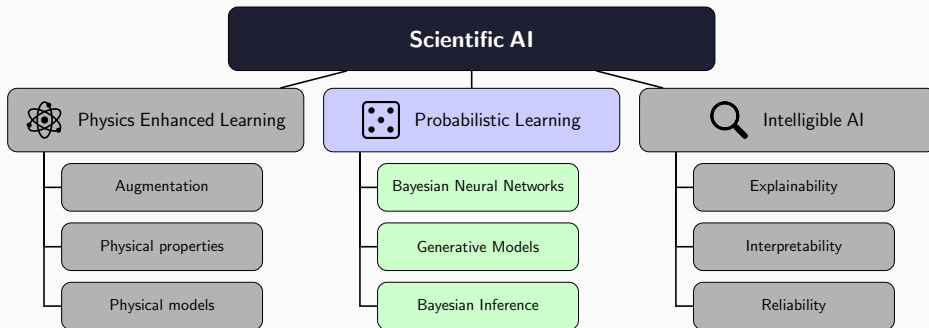 Scientific AI
Physics Enhanced Learning
Probabilistic Learning
Intelligible AI
Augmentation
Bayesian Neural Networks
Explainability
Physical properties
Generative Models
Interpretability
Physical models
Bayesian Inference
Reliability